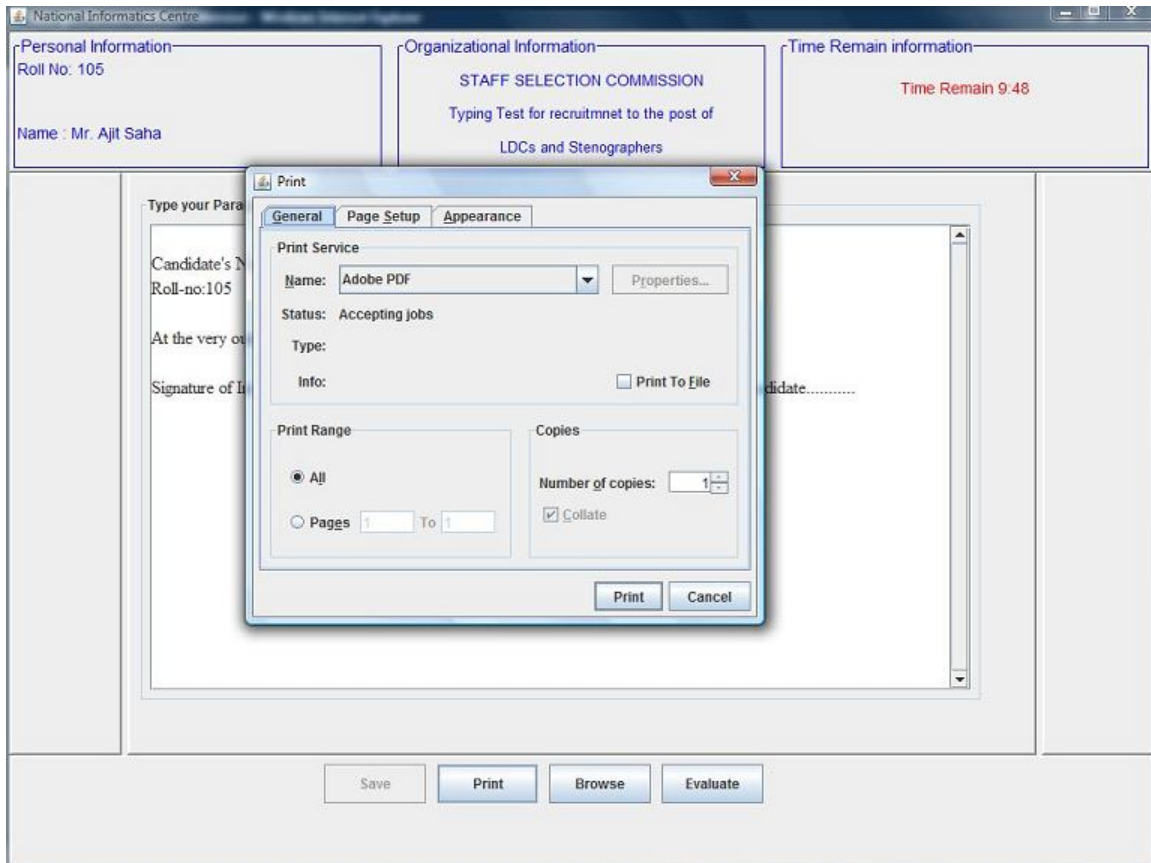 National Informatics Centre
Personal Information
Roll No: 105
Name : Mr. Ajit Saha
Organizational Information
STAFF SELECTION COMMISSION
Typing Test for recruitmnet to the post of
LDCs and Stenographers
Time Remain information
Time Remain 9:48
Type your Para
Candidate's N
Roll-no:105
At the very ou
Signature of I
didate...........
Print
General Page Setup Appearance
Print Service
Name: Adobe PDF Properties...
Status: Accepting jobs
Type:
Info: Print To File
Print Range
All
Pages 1 To 1
Copies
Number of copies: 1
Collate
Print Cancel
Save Print Browse Evaluate